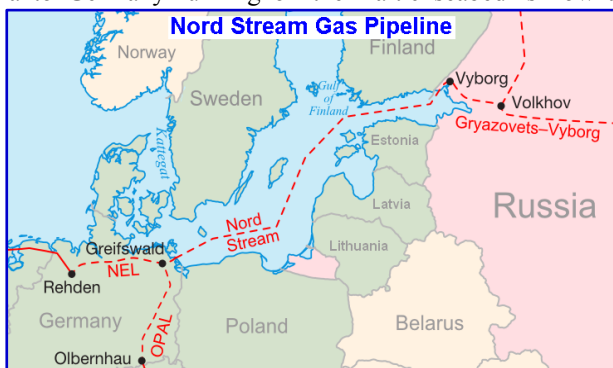 Nord Stream Gas Pipeline
Norway
Finland
Vyborg
Sweden
Gulf
of
Finland
Volkhov
Gryazovets–Vyborg
Kattegat
Estonia
Latvia
Russia
Nord
Stream
Lithuania
Greifswald
NEL
Rehden
Germany
OPAL
Poland
Belarus
Olbernhau